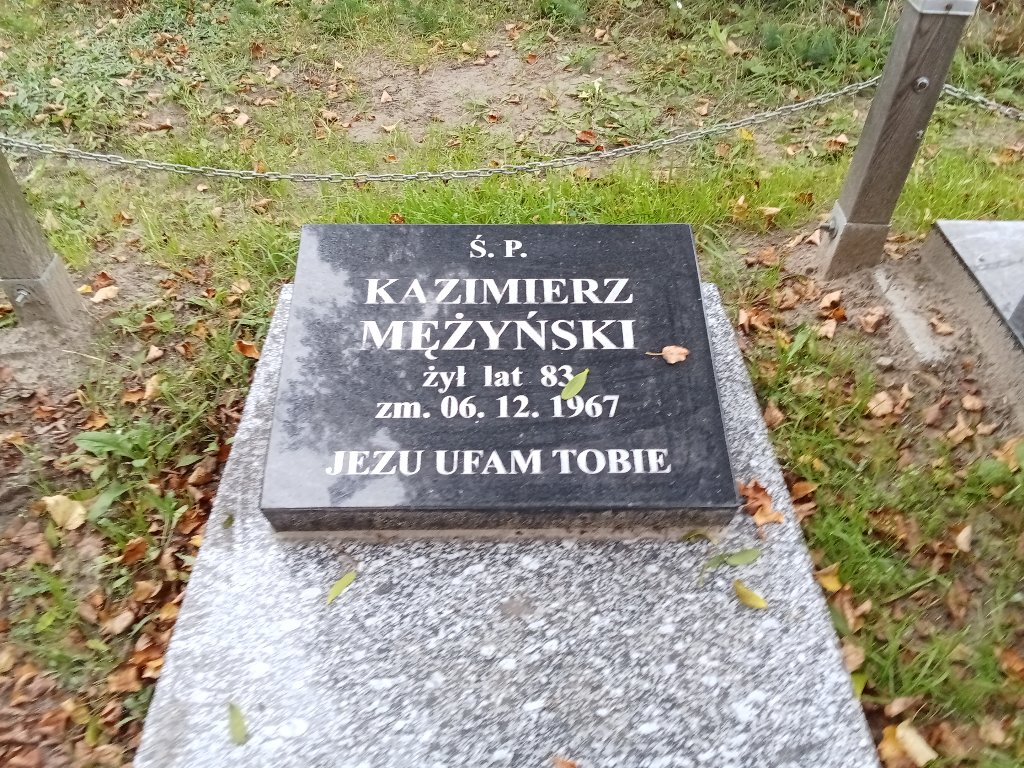 Ś. P.
KAZIMIERZ
MĘŻYŃSKI
żył lat 83
zm. 06. 12. 1967
JEZU UFAM TOBIE